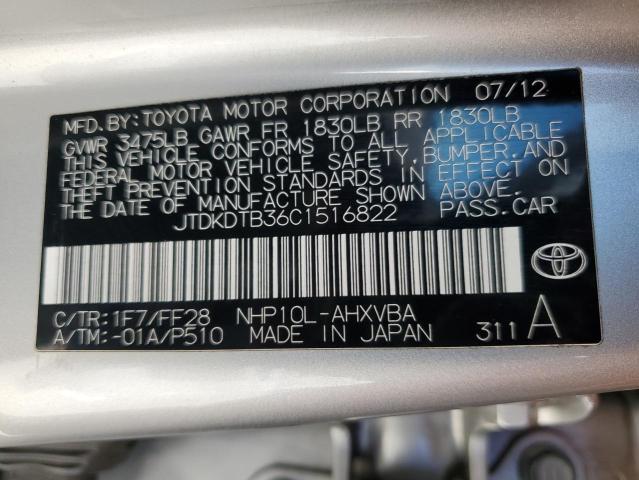 MFD.BY:TOYOTA MOTOR CORPORATION 07/12
GVWR 3475LB GAWR FR 1830LB RR 1830LB
THIS VEHICLE CONFORMS TO ALL APPLICABLE
FEDERAL MOTOR VEHICLE SAFETY,BUMPER,AND
THEFT PREVENTION STANDARDS IN EFFECT ON
THE DATE OF MANUFACTURE SHOWN ABOVE.
JTDKDTB36C1516822 PASS.CAR
C/TR:1F7/FF28 NHP10L-AHXVBA
A/TM:-01A/P510 MADE IN JAPAN 311 A